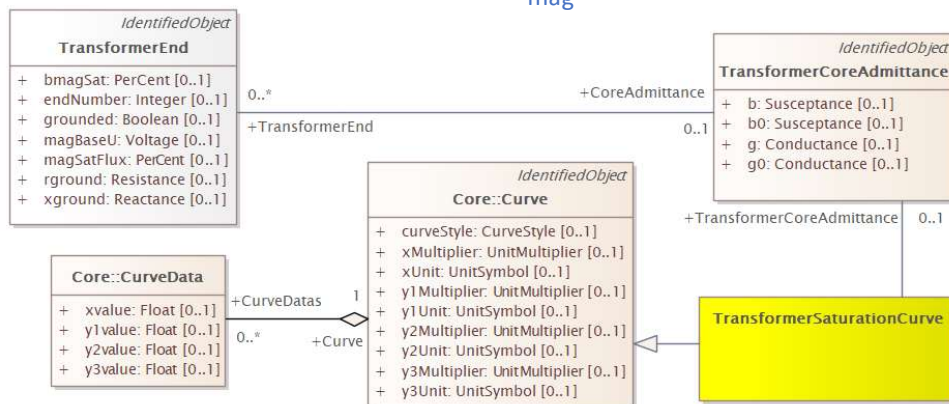 mag
IdentifiedObject
TransformerEnd
+ bmagSat: PerCent [0..1]
+ endNumber: Integer [0..1]
+ grounded: Boolean [0..1]
+ magBaseU: Voltage [0..1]
+ magSatFlux: PerCent [0..1]
+ rground: Resistance [0..1]
+ xground: Reactance [0..1]
0..*
+TransformerEnd
+CoreAdmittance
0..1
IdentifiedObject
TransformerCoreAdmittance
+ b: Susceptance [0..1]
+ b0: Susceptance [0..1]
+ g: Conductance [0..1]
+ g0: Conductance [0..1]
+TransformerCoreAdmittance
0..1
IdentifiedObject
Core::Curve
+ curveStyle: CurveStyle [0..1]
+ xMultiplier: UnitMultiplier [0..1]
+ xUnit: UnitSymbol [0..1]
+ y1Multiplier: UnitMultiplier [0..1]
+ y1Unit: UnitSymbol [0..1]
+ y2Multiplier: UnitMultiplier [0..1]
+ y2Unit: UnitSymbol [0..1]
+ y3Multiplier: UnitMultiplier [0..1]
+ y3Unit: UnitSymbol [0..1]
Core::CurveData
+ xvalue: Float [0..1]
+ y1value: Float [0..1]
+ y2value: Float [0..1]
+ y3value: Float [0..1]
+CurveDatas
0..*
1
+Curve
TransformerSaturationCurve